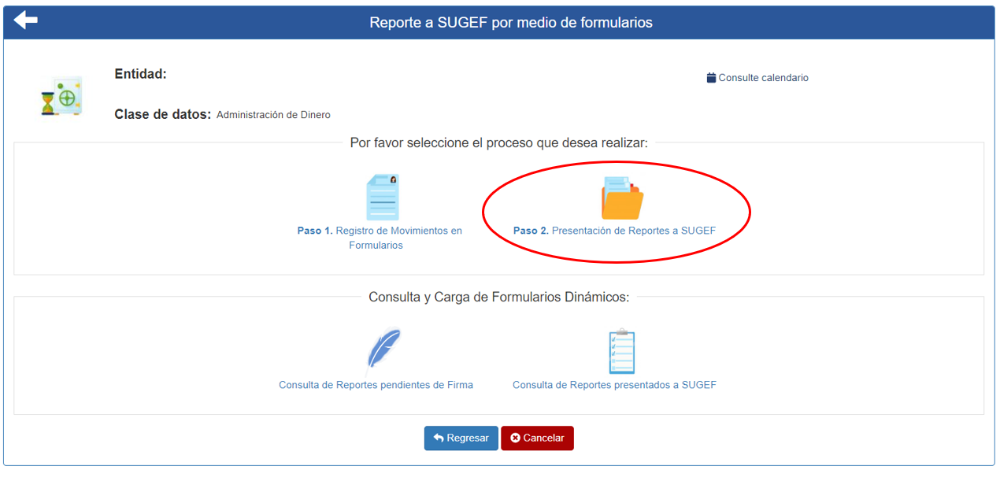 Reporte a SUGEF por medio de formularios
Entidad:
Consulte calendario
Clase de datos: Administración de Dinero
Por favor seleccione el proceso que desea realizar:
Paso 1. Registro de Movimientos en
Formularios
Paso 2. Presentación de Reportes a SUGEF
Consulta y Carga de Formularios Dinámicos:
Consulta de Reportes pendientes de Firma
Consulta de Reportes presentados a SUGEF
Regresar
Cancelar